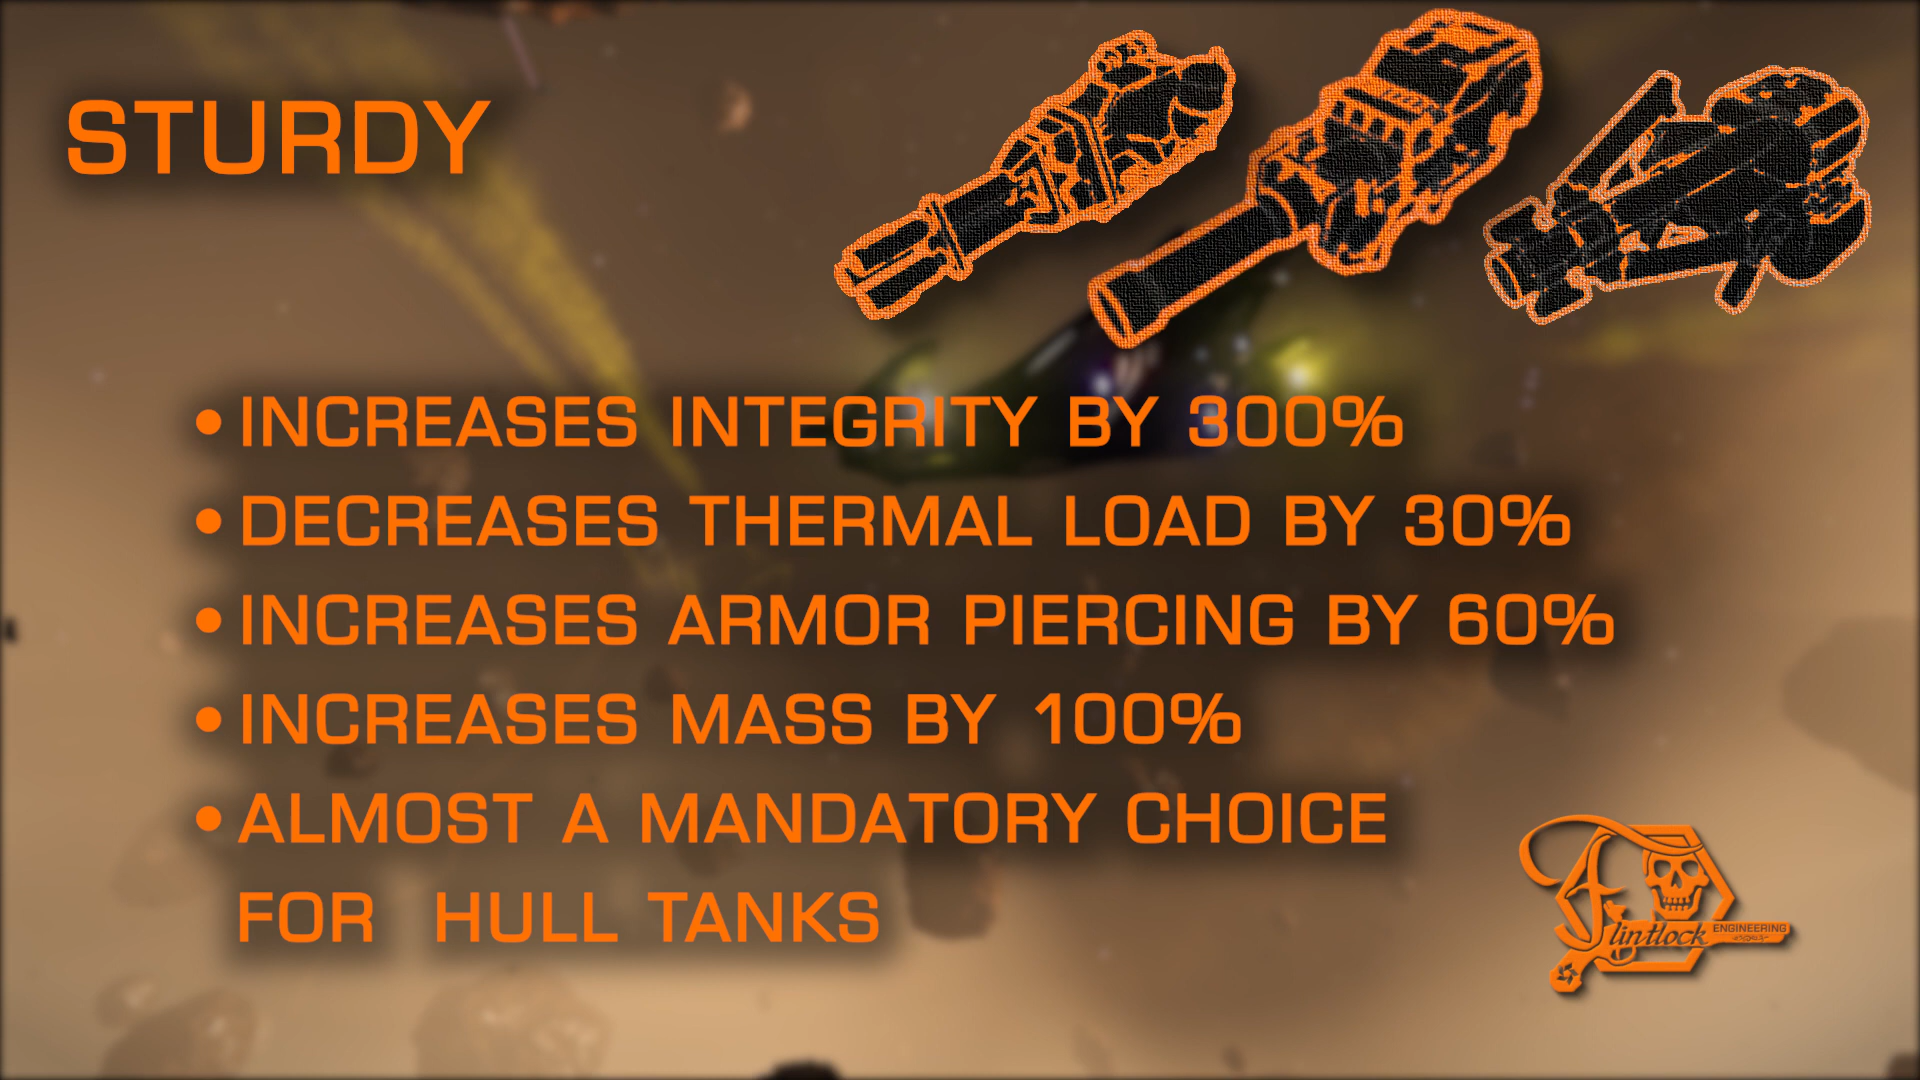 STURDY
• INCREASES INTEGRITY BY 300%
• DECREASES THERMAL LOAD BY 30%
• INCREASES ARMOR PIERCING BY 60%
• INCREASES MASS BY 100%
• ALMOST A MANDATORY CHOICE
FOR HULL TANKS
Flintlock ENGINEERING